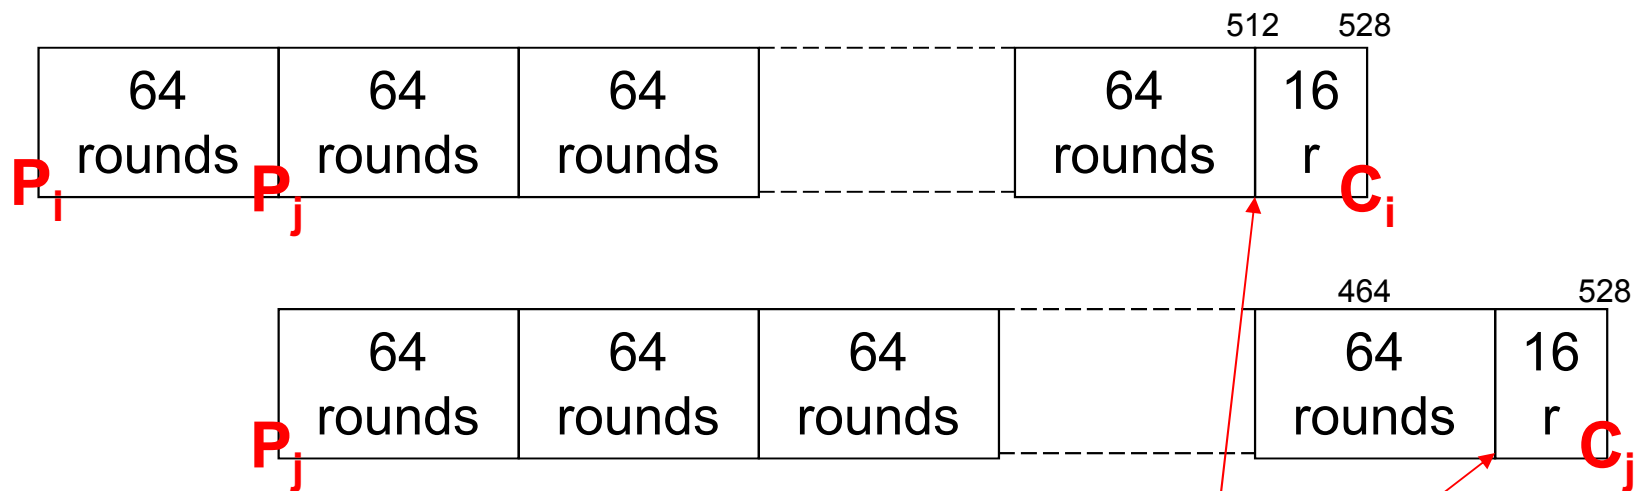 512 528
64 64 64 64 16
rounds rounds rounds rounds r
Pi Pj Ci
464 528
64 64 64 64 16
rounds rounds rounds rounds r
Pj Cj